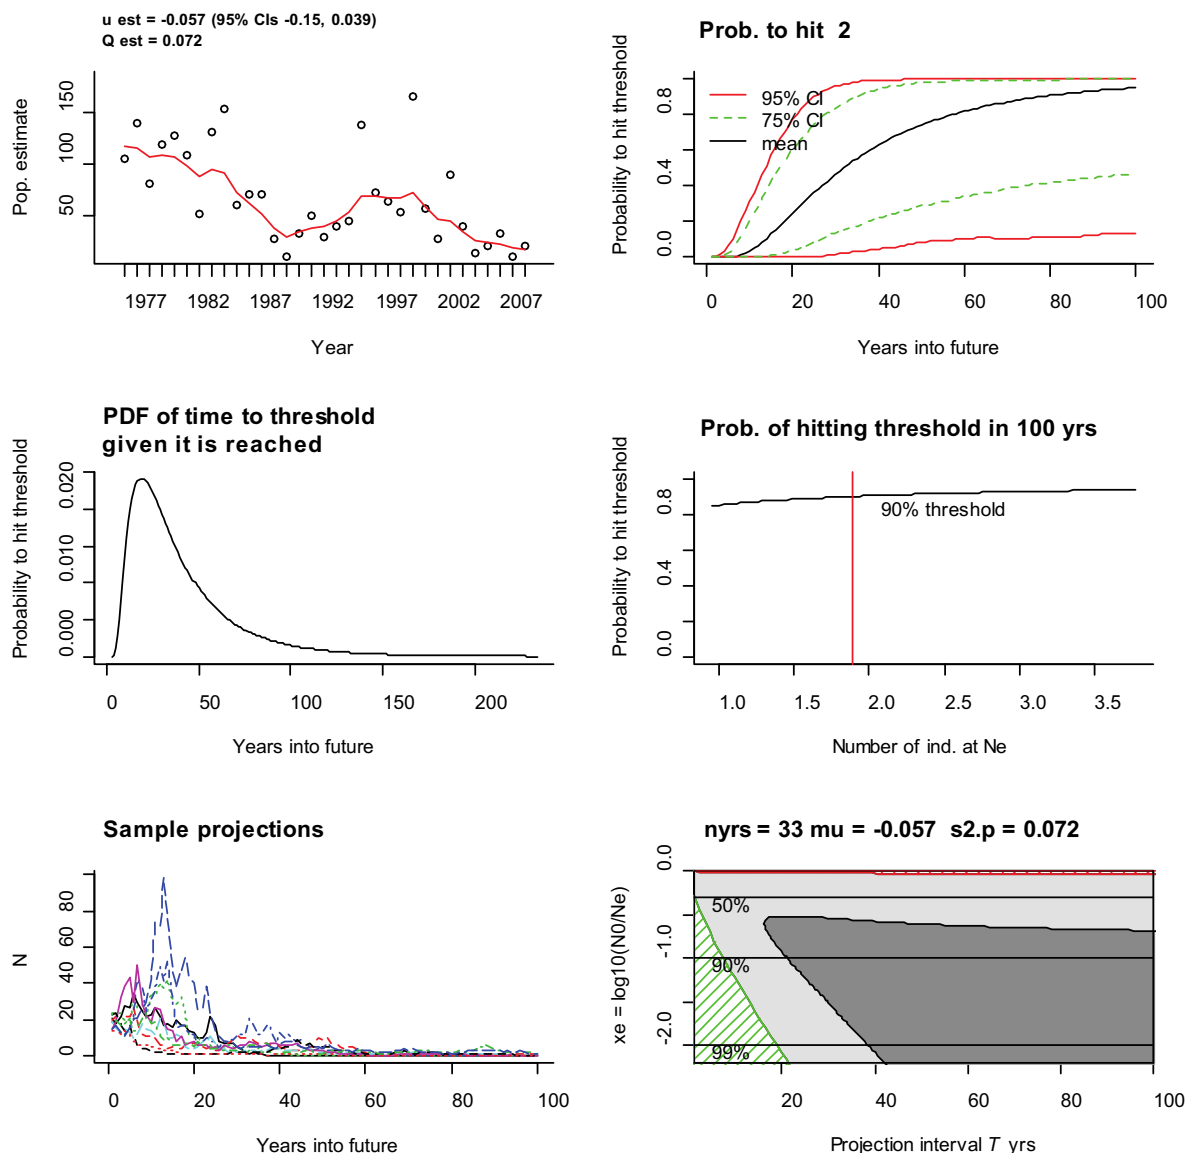 u est = -0.057 (95% CIs -0.15, 0.039)
Q est = 0.072
Pop. estimate
150
100
50
1977 1982 1987 1992 1997 2002 2007
Year
Prob. to hit 2
Probability to hit threshold
0.8
0.4
0.0
95% CI
75% CI
mean
0 20 40 60 80 100
Years into future
PDF of time to threshold
given it is reached
Probability to hit threshold
0.020
0.010
0.000
0 50 100 150 200
Years into future
Prob. of hitting threshold in 100 yrs
Probability to hit threshold
0.8
0.4
0.0
90% threshold
1.0 1.5 2.0 2.5 3.0 3.5
Number of ind. at Ne
Sample projections
N
80
60
40
20
0
0 20 40 60 80 100
Years into future
nyrs = 33 mu = -0.057 s2.p = 0.072
xe = log10(N0/Ne)
0.0
-1.0
-2.0
50%
90%
99%
20 40 60 80 100
Projection interval T yrs